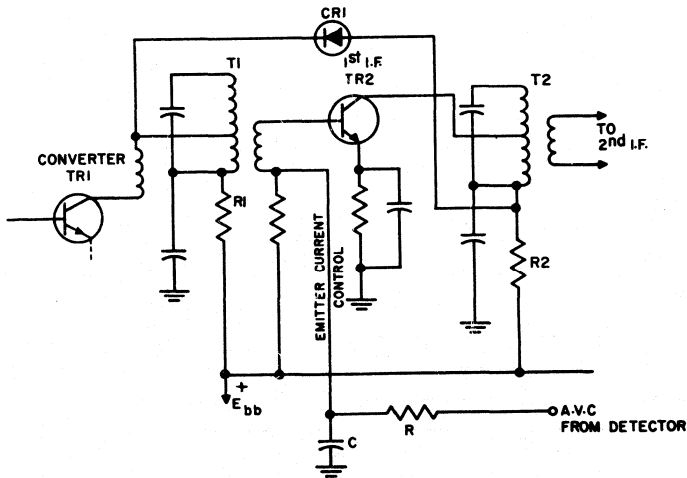 CR1
1st I.F.
TR2
T1
T2
CONVERTER
TR1
TO
2nd I.F.
R1
EMITTER CURRENT
CONTROL
R2
+
Ebb
R
A.V.C
FROM DETECTOR
C